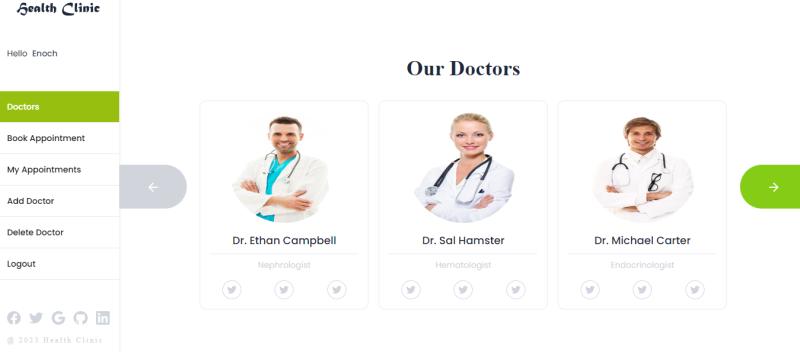 Health Clinic
Hello Enoch
Doctors
Book Appointment
My Appointments
Add Doctor
Delete Doctor
Logout
@ 2023 Health Clinic
Our Doctors
Dr. Ethan Campbell
Nephrologist
Dr. Sal Hamster
Hematologist
Dr. Michael Carter
Endocrinologist